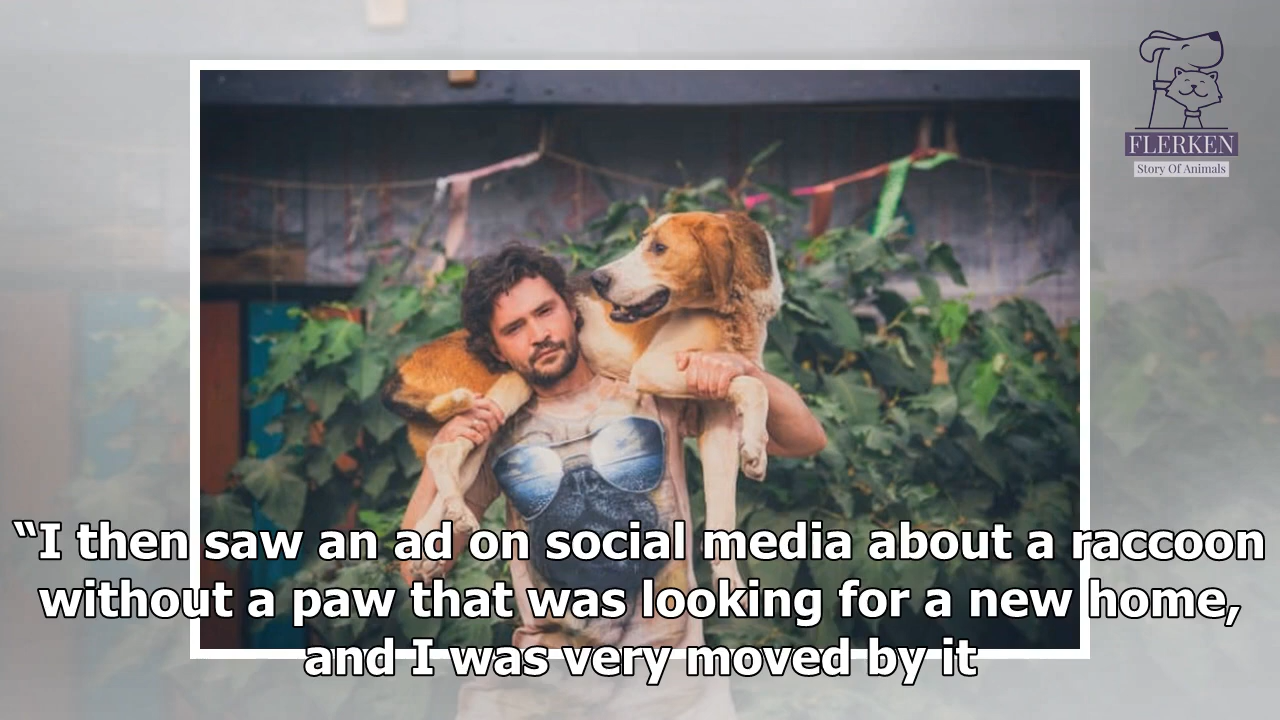 FLERKEN
Story Of Animals
“I then saw an ad on social media about a raccoon
without a paw that was looking for a new home,
and I was very moved by it